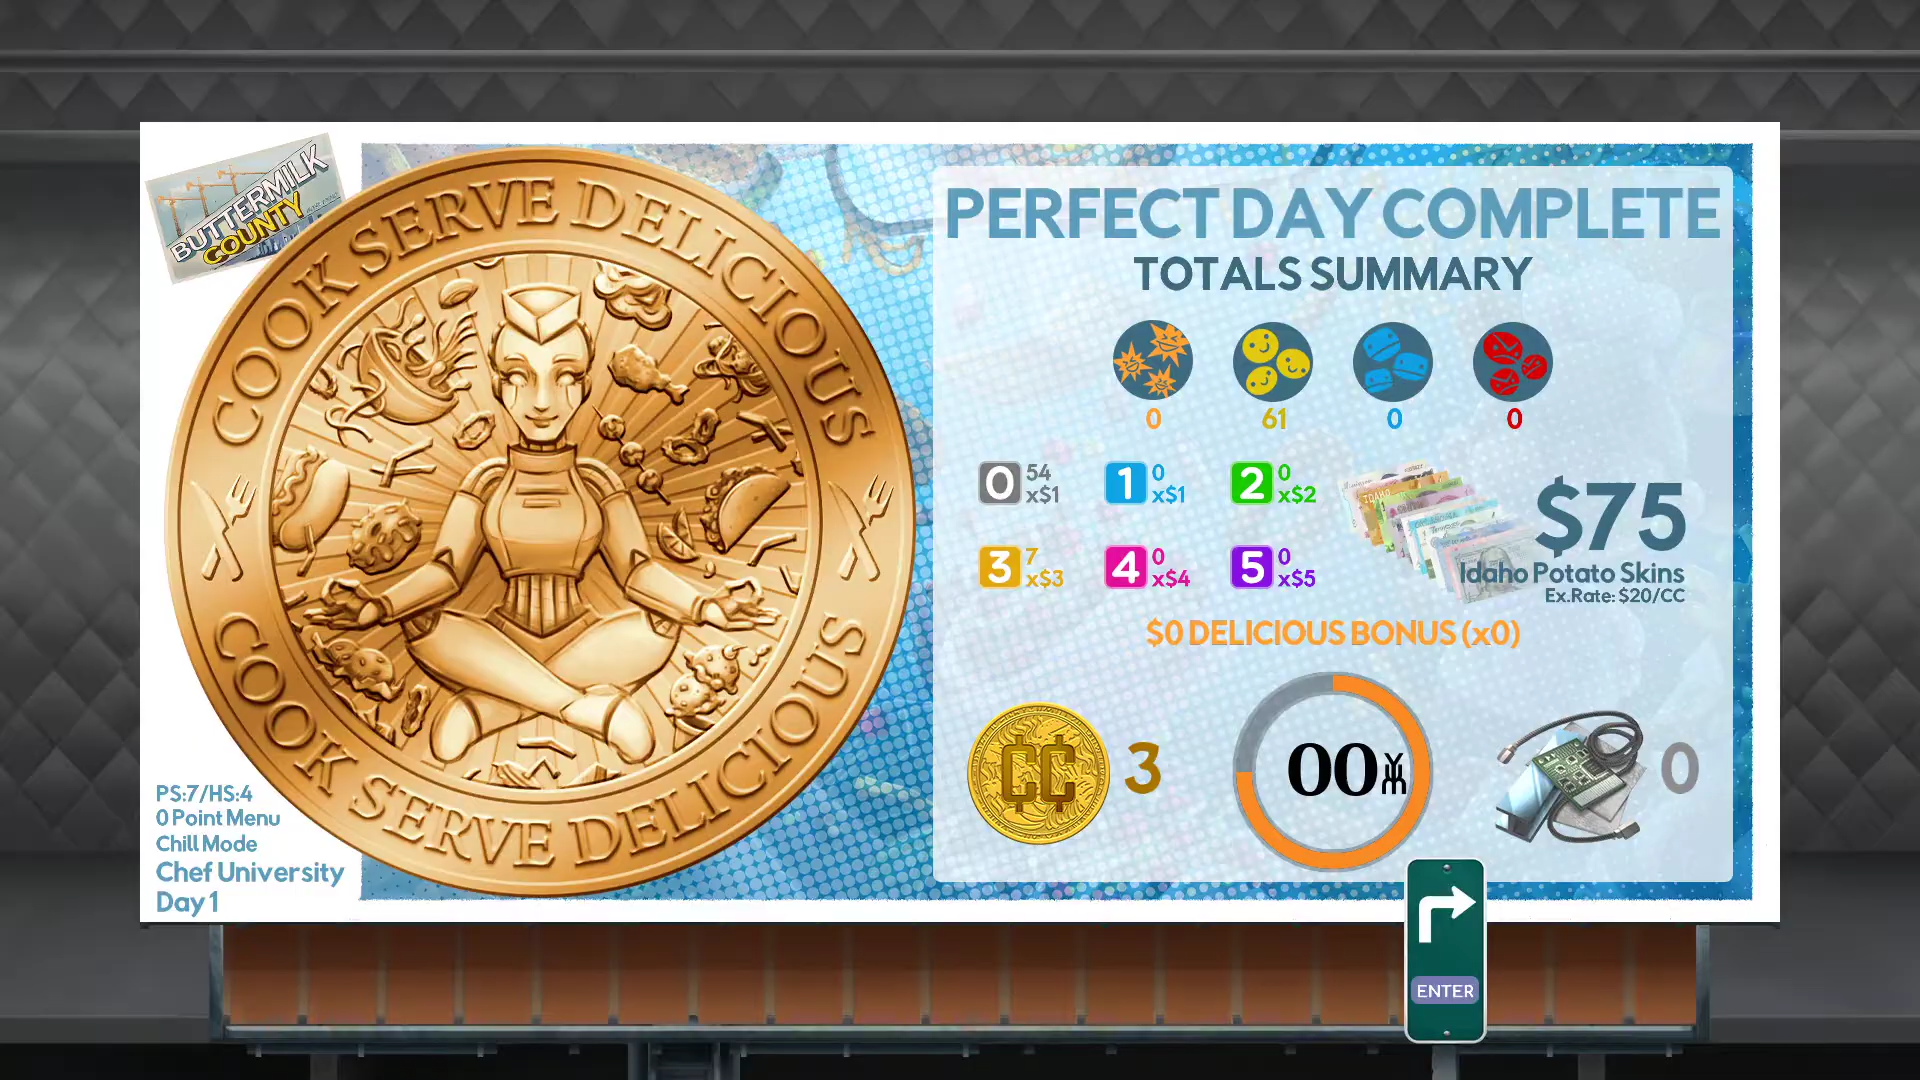 BUTTERMILK
COUNTY
COOK SERVE DELICIOUS
COOK SERVE DELICIOUS
PERFECT DAY COMPLETE
TOTALS SUMMARY
0 61 0 0
0 54 x$1 1 0 x$1 2 0 x$2
3 7 x$3 4 0 x$4 5 0 x$5
$75
Idaho Potato Skins
Ex.Rate: $20/CC
$0 DELICIOUS BONUS (x0)
CC 3 00 0
PS:7/HS:4
0 Point Menu
Chill Mode
Chef University
Day 1
ENTER